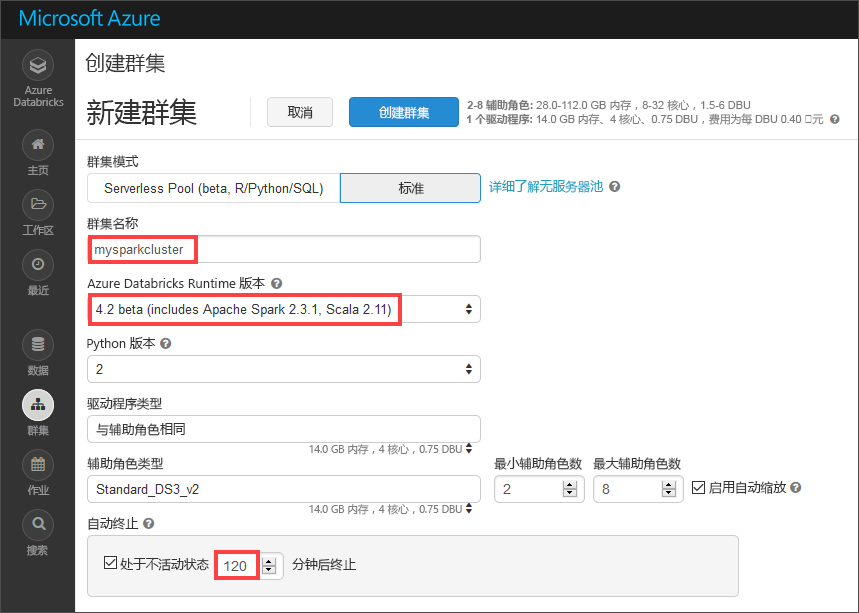 Microsoft Azure
Azure
Databricks
主页
工作区
最近
数据
群集
作业
搜索
创建群集
新建群集
取消
创建群集
2-8 辅助角色: 28.0-112.0 GB 内存，8-32 核心，1.5-6 DBU
1 个驱动程序: 14.0 GB 内存、4 核心、0.75 DBU，费用为每 DBU 0.40 元
群集模式
Serverless Pool (beta, R/Python/SQL)
标准
详细了解无服务器池
群集名称
mysparkcluster
Azure Databricks Runtime 版本
4.2 beta (includes Apache Spark 2.3.1, Scala 2.11)
Python 版本
2
驱动程序类型
与辅助角色相同
14.0 GB 内存，4 核心，0.75 DBU
辅助角色类型
最小辅助角色数
最大辅助角色数
Standard_DS3_v2
2
8
启用自动缩放
14.0 GB 内存，4 核心，0.75 DBU
自动终止
处于不活动状态 120 分钟后终止